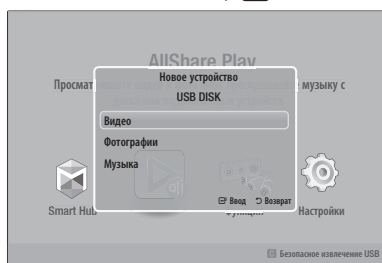 AllShare Play
Просмат
музыку с
Новое устройство
USB DISK
Видео
Фотографии
Музыка
Ввод Возврат
Smart Hub
Функции
Настройки
Безопасное извлечение USB